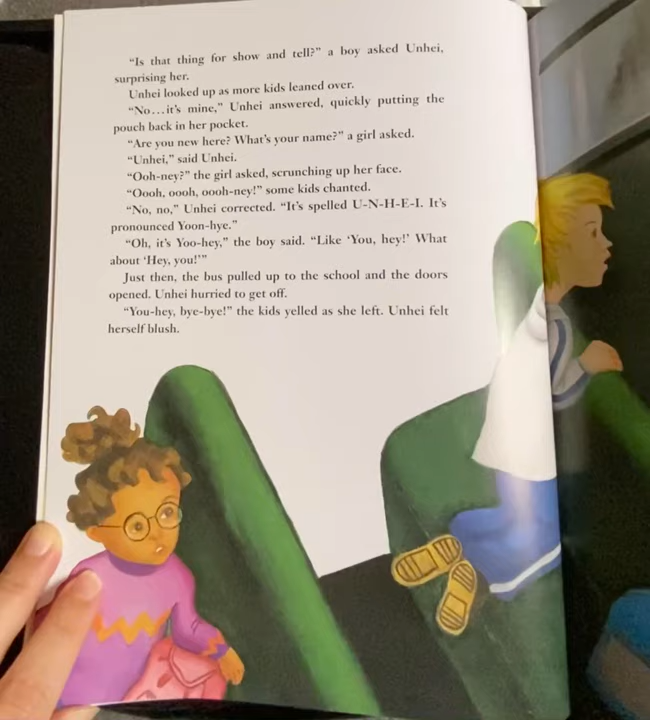 "Is that thing for show and tell?" a boy asked Unhei,
surprising her.
Unhei looked up as more kids leaned over.
"No…it's mine," Unhei answered, quickly putting the
pouch back in her pocket.
"Are you new here? What's your name?" a girl asked.
"Unhei," said Unhei.
"Ooh-ney?" the girl asked, scrunching up her face.
"Oooh, oooh, oooh-ney!" some kids chanted.
"No, no," Unhei corrected. "It's spelled U-N-H-E-I. It's
pronounced Yoon-hye."
"Oh, it's Yoo-hey," the boy said. "Like 'You, hey!' What
about 'Hey, you!'"
Just then, the bus pulled up to the school and the doors
opened. Unhei hurried to get off.
"You-hey, bye-bye!" the kids yelled as she left. Unhei felt
herself blush.